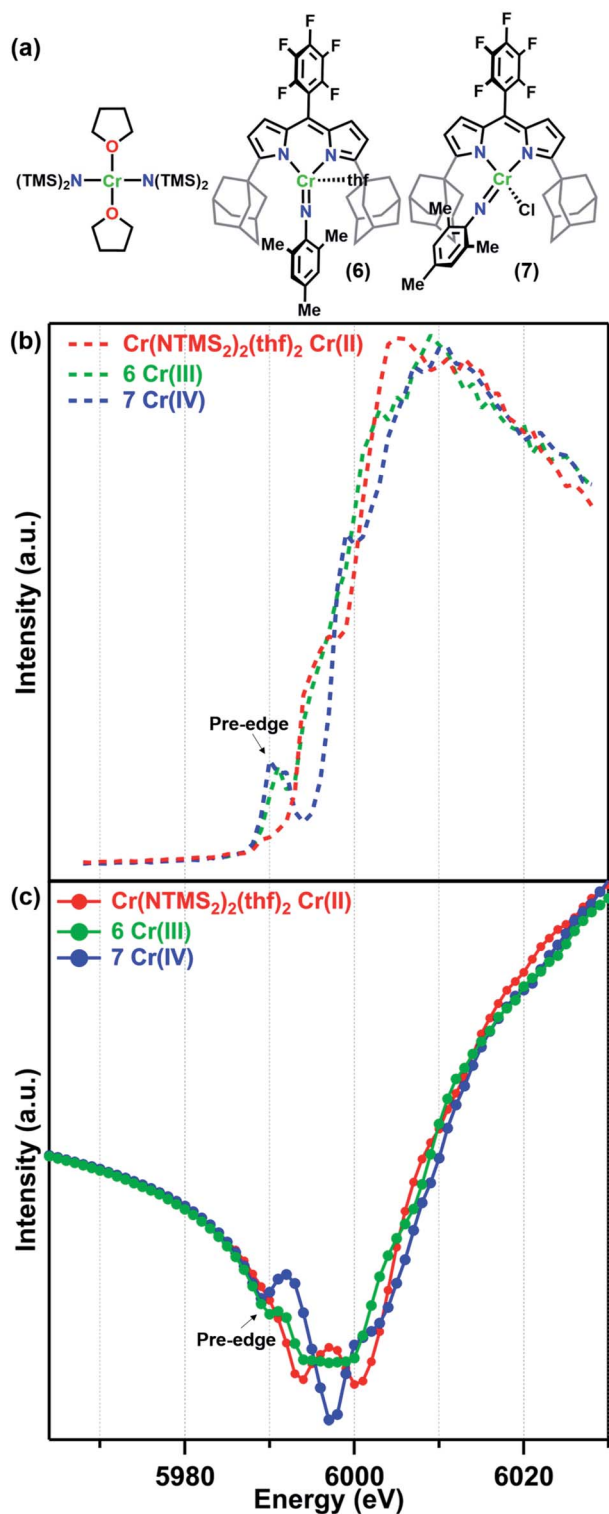 (a)
F
F
F
F
F
N
N
Cr
thf
N
Me
Me
Me
(6)
F
F
F
F
F
N
N
Cr
Cl
N
Me
Me
Me
(7)
O
(TMS)₂N
Cr
N(TMS)₂
O
(b)
Cr(NTMS₂)₂(thf)₂ Cr(II)
6 Cr(III)
7 Cr(IV)
Pre-edge
Intensity (a.u.)
(c)
Cr(NTMS₂)₂(thf)₂ Cr(II)
6 Cr(III)
7 Cr(IV)
Pre-edge
Intensity (a.u.)
5980 6000 6020
Energy (eV)